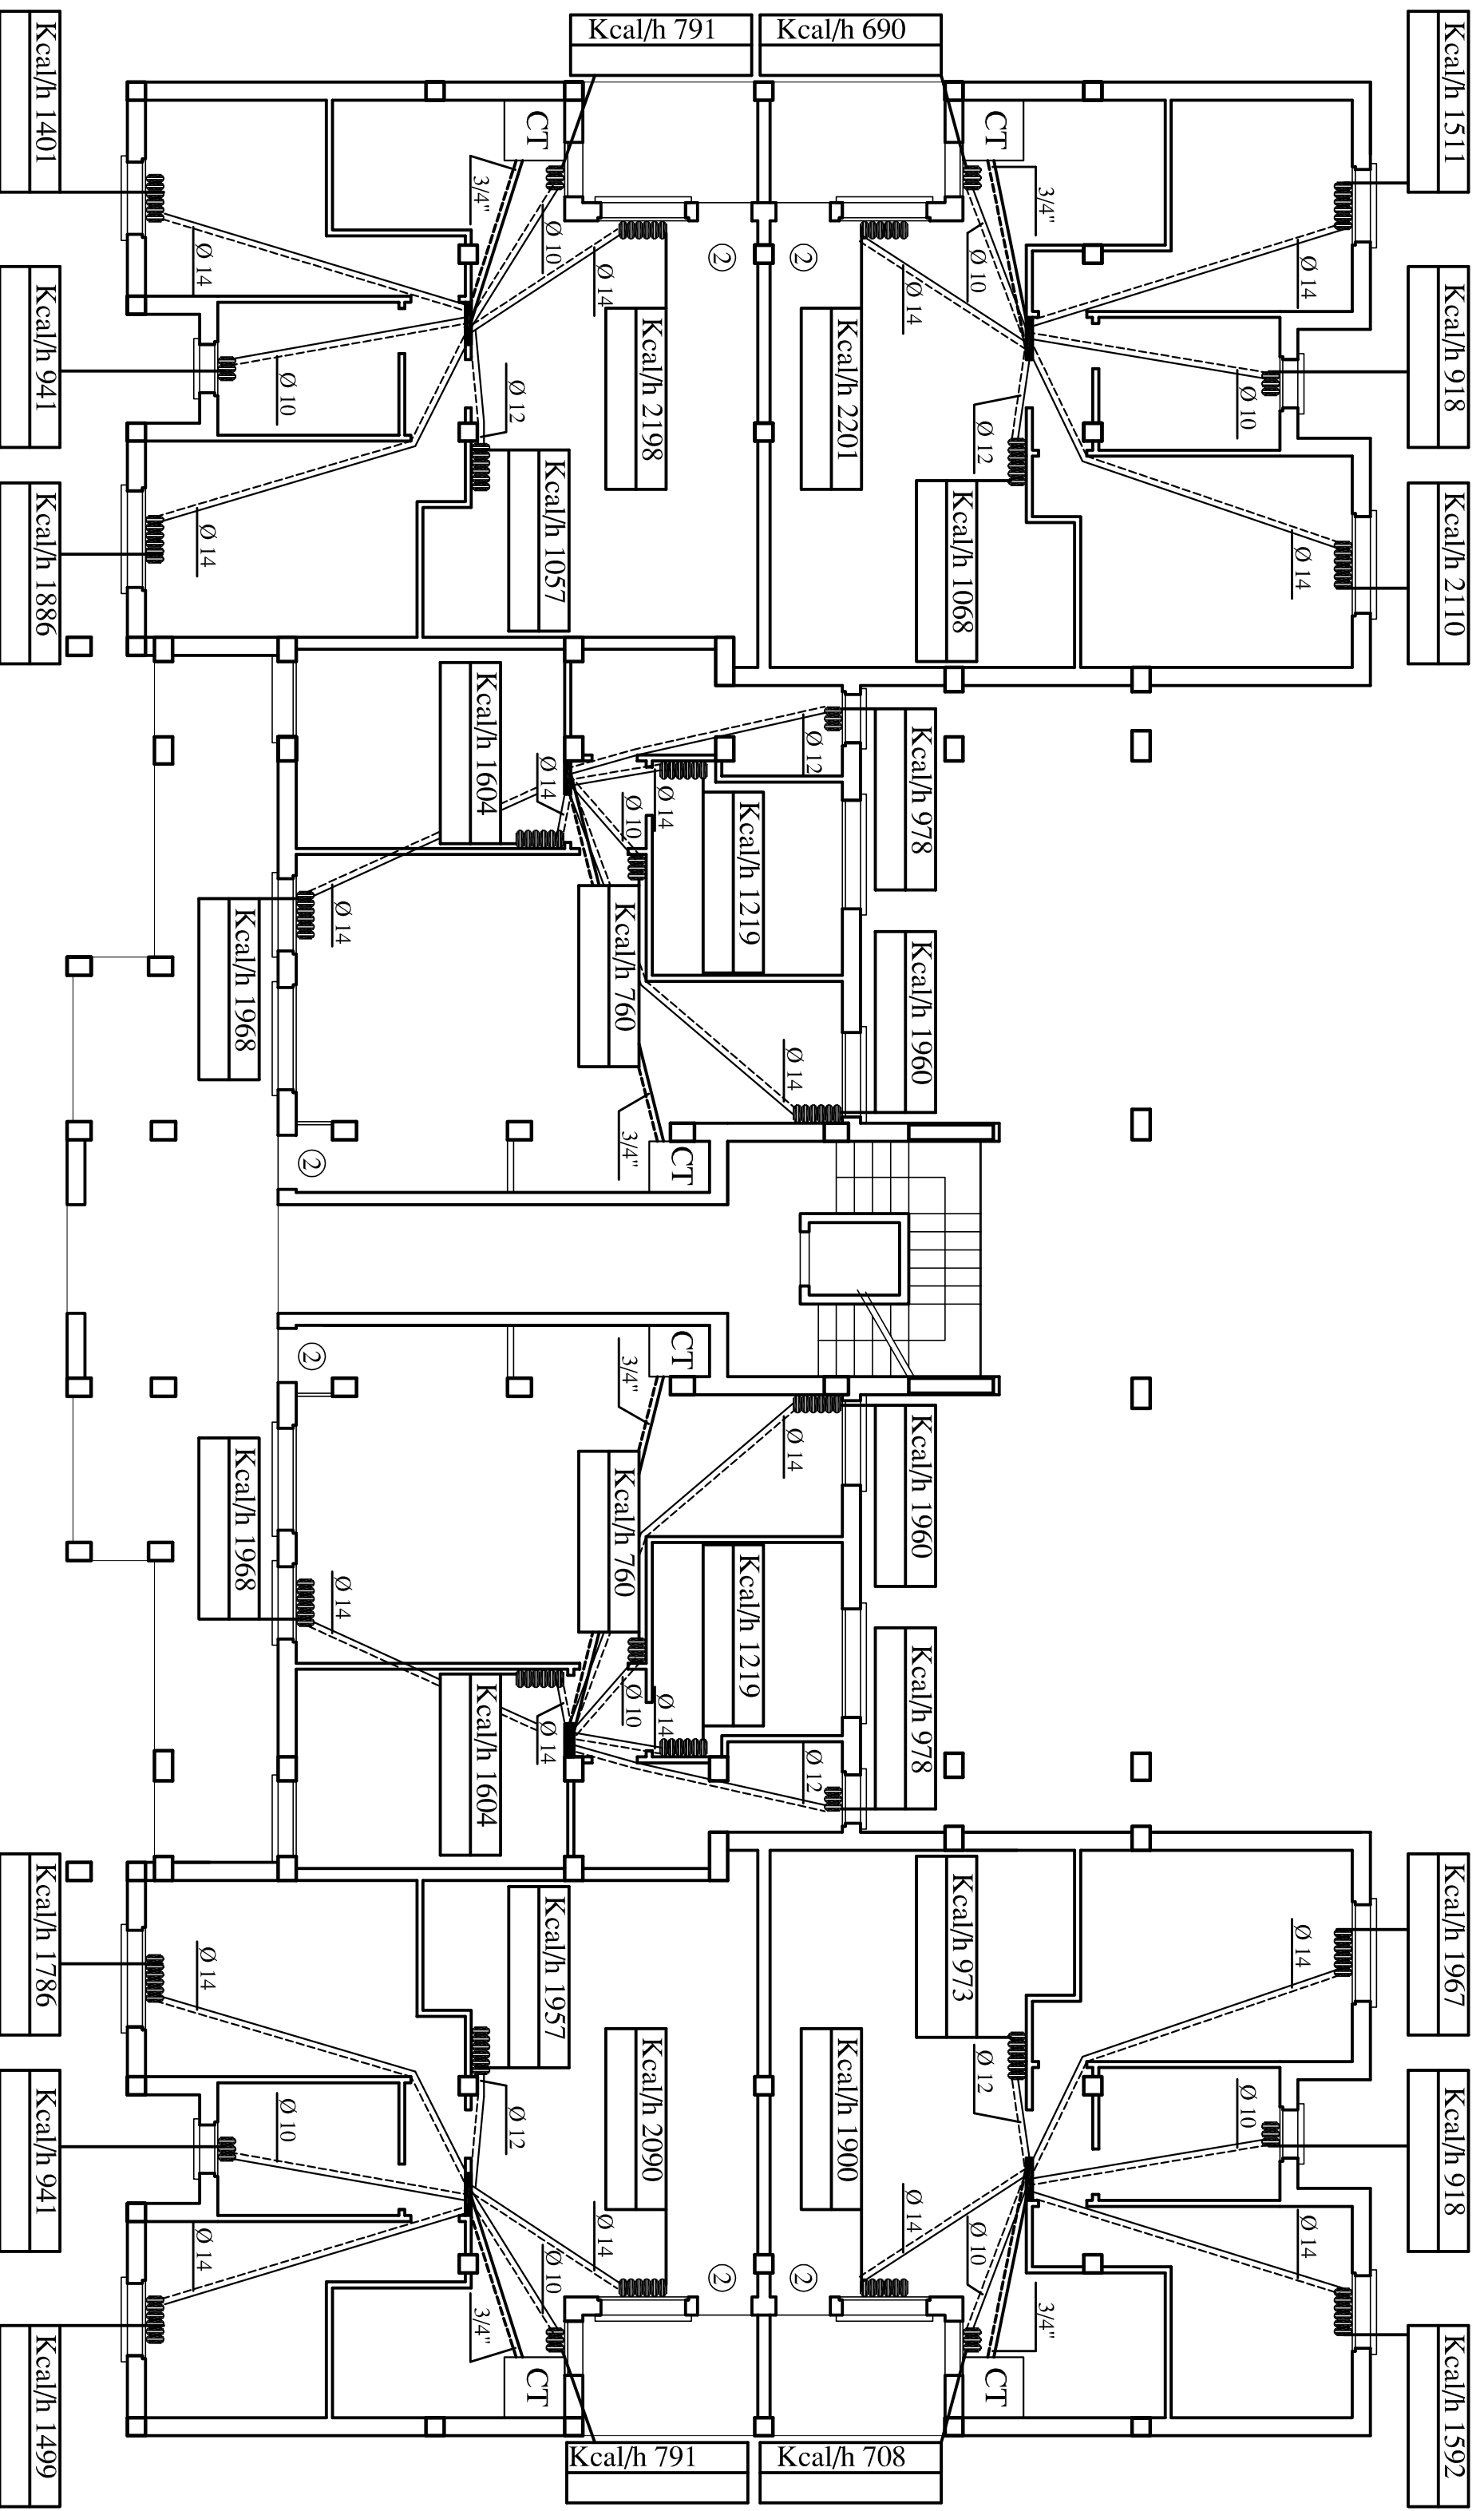 Kcal/h 791
Kcal/h 690
Kcal/h 1401
Kcal/h 1511
CT
CT
3/4"
3/4"
Ø 10
Ø 10
Ø 14
Ø 14
Ø 14
Ø 14
2
2
Kcal/h 941
Kcal/h 2198
Kcal/h 2201
Kcal/h 918
Ø 10
Ø 12
Ø 12
Ø 10
Kcal/h 1886
Kcal/h 1057
Kcal/h 1068
Kcal/h 2110
Ø 14
Ø 14
Kcal/h 1604
Kcal/h 978
Ø 12
Ø 14
Ø 14
Ø 10
Kcal/h 1219
Kcal/h 760
Kcal/h 1968
Kcal/h 1960
Ø 14
Ø 14
3/4"
CT
2
2
CT
3/4"
Ø 14
Kcal/h 1968
Kcal/h 760
Kcal/h 1960
Kcal/h 1219
Ø 14
Ø 10
Ø 14
Ø 14
Kcal/h 1604
Kcal/h 978
Ø 12
Kcal/h 1786
Kcal/h 1957
Kcal/h 973
Kcal/h 1967
Ø 14
Ø 14
Kcal/h 941
Kcal/h 2090
Kcal/h 1900
Kcal/h 918
Ø 10
Ø 12
Ø 12
Ø 10
Ø 14
Ø 14
Ø 14
Ø 14
2
2
Ø 10
Ø 10
3/4"
3/4"
CT
CT
Kcal/h 1499
Kcal/h 1592
Kcal/h 791
Kcal/h 708